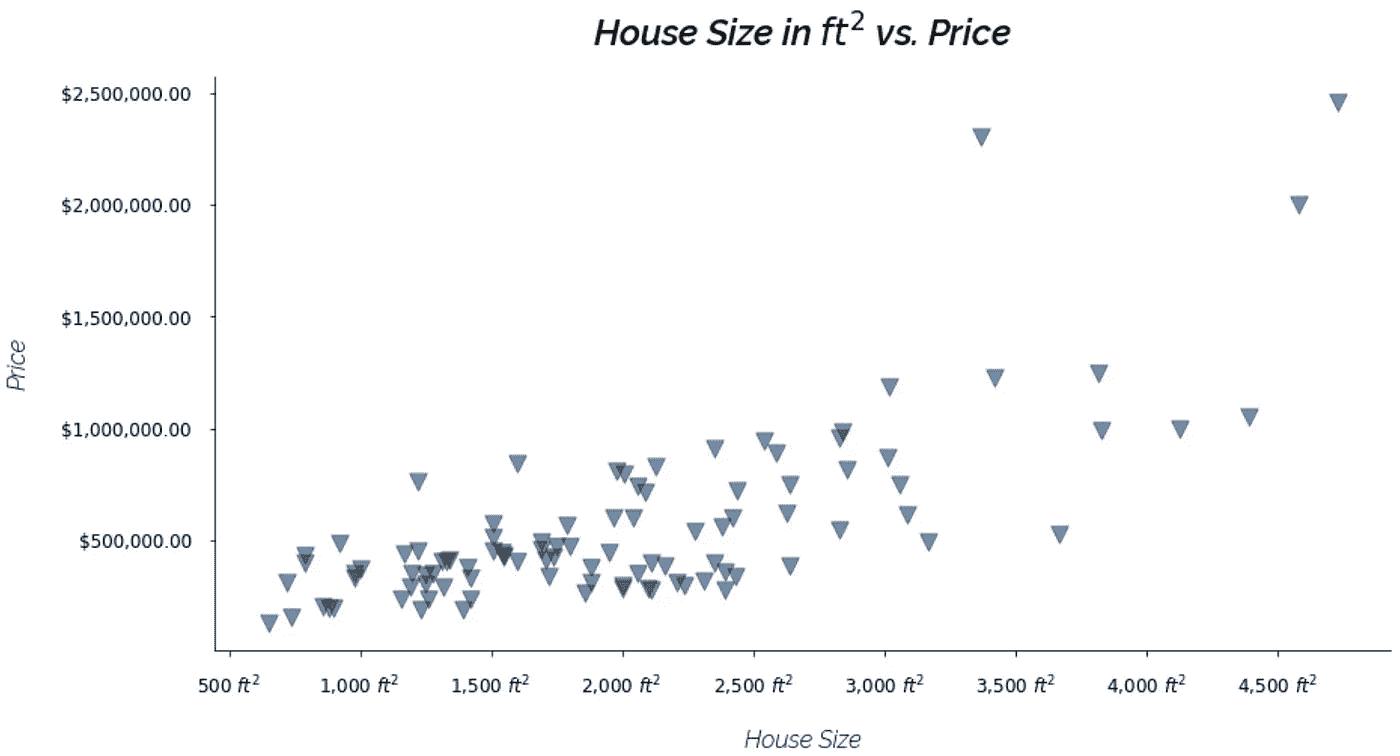 House Size in ft² vs. Price
$2,500,000.00
$2,000,000.00
$1,500,000.00
$1,000,000.00
$500,000.00
Price
500 ft² 1,000 ft² 1,500 ft² 2,000 ft² 2,500 ft² 3,000 ft² 3,500 ft² 4,000 ft² 4,500 ft²
House Size